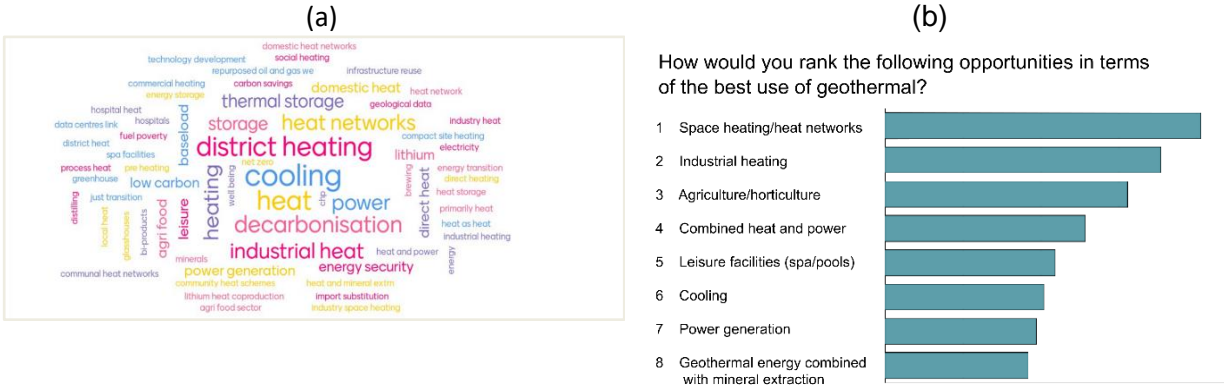 (a)
domestic heat networks
technology development
social heating
repurposed oil and gas we
infrastructure reuse
commercial heating
carbon savings
domestic heat
heat network
energy storage
thermal storage
geological data
hospital heat
hospitals
baseload
storage
heat networks
industry heat
data centres link
fuel poverty
compact site heating
electricity
district heat
district heating
lithium
spa facilities
net zero
process heat
pre heating
energy transition
greenhouse
low carbon
heating
well being
cooling
brewing
direct heat
direct heating
distilling
just transition
leisure
heat
chp
power
heat storage
primarily heat
local heat
glasshouses
bi-products
agri food
decarbonisation
heat as heat
industrial heating
industrial heat
heat and power
energy
minerals
communal heat networks
power generation
energy security
community heat schemes
heat and mineral extrn
lithium heat coproduction
import substitution
agri food sector
industry space heating
(b)
How would you rank the following opportunities in terms
of the best use of geothermal?
1 Space heating/heat networks
2 Industrial heating
3 Agriculture/horticulture
4 Combined heat and power
5 Leisure facilities (spa/pools)
6 Cooling
7 Power generation
8 Geothermal energy combined
with mineral extraction